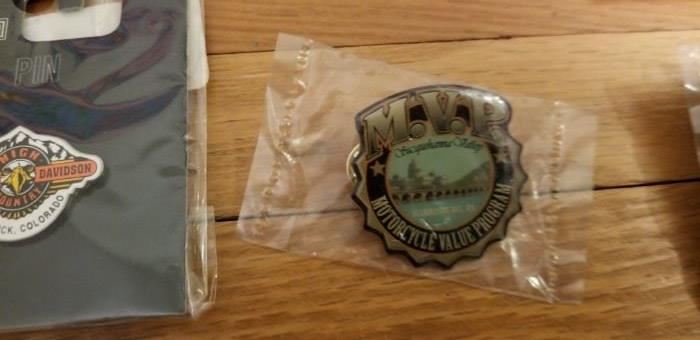 PIN
HIGH
DAVIDSON
COUNTRY
CK, COLORADO
M.V.P.
Susquehanna Valley
MOTORCYCLE VALUE PROGRAM